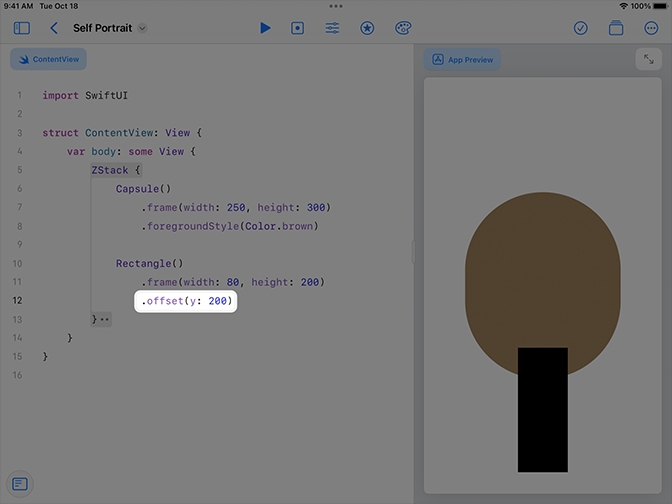 9:41 AM Tue Oct 18
100%
Self Portrait
ContentView
App Preview
1 import SwiftUI
2
3 struct ContentView: View {
4 var body: some View {
5 ZStack {
6 Capsule()
7 .frame(width: 250, height: 300)
8 .foregroundStyle(Color.brown)
9
10 Rectangle()
11 .frame(width: 80, height: 200)
12 .offset(y: 200)
13 }
14 }
15 }
16